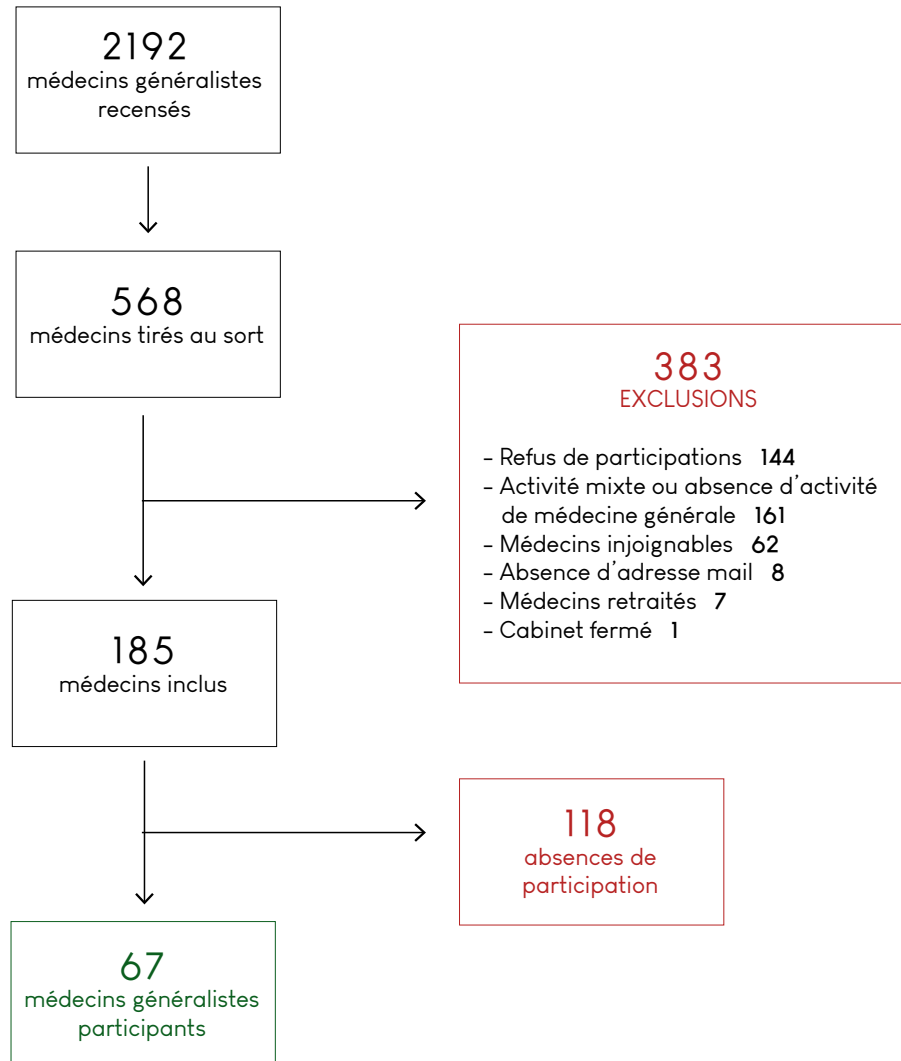 2192
médecins généralistes
recensés
568
médecins tirés au sort
383
EXCLUSIONS
- Refus de participations 144
- Activité mixte ou absence d'activité
de médecine générale 161
- Médecins injoignables 62
- Absence d'adresse mail 8
- Médecins retraités 7
- Cabinet fermé 1
185
médecins inclus
118
absences de
participation
67
médecins généralistes
participants